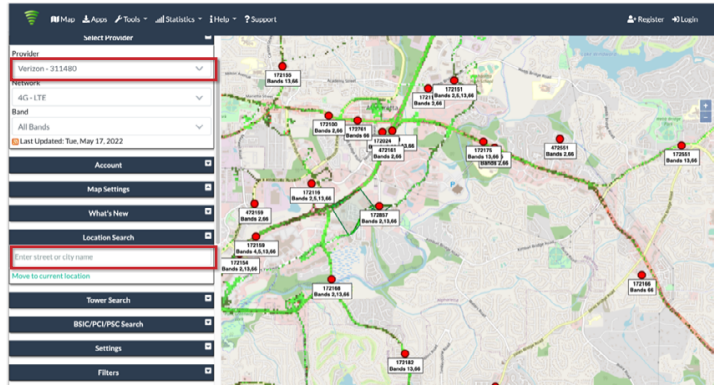 Map Apps Tools Statistics Help Support Register Login
Select Provider
Provider
Verizon - 311480
Network
4G - LTE
Band
All Bands
Last Updated: Tue, May 17, 2022
Account
Map Settings
What's New
Location Search
Enter street or city name
Move to current location
Tower Search
BSIC/PCI/PSC Search
Settings
Filters
172150
Bands 13,66
172151
Bands 2,5,13,66
Bands 2,66
172100
Bands 2,66
172761
Bands 66
172024
472161
Bands 2,66
172175
Bands 13,66
Bands 2,66
472551
Bands 2,66
172551
Bands 13,66
172116
Bands 2,5,13,66
472159
Bands 2,66
172857
Bands 2,13,66
172159
Bands 4,5,13,66
172154
Bands 2,13,66
172168
Bands 2,13,66
172166
Bands 66
172183
Bands 13,66